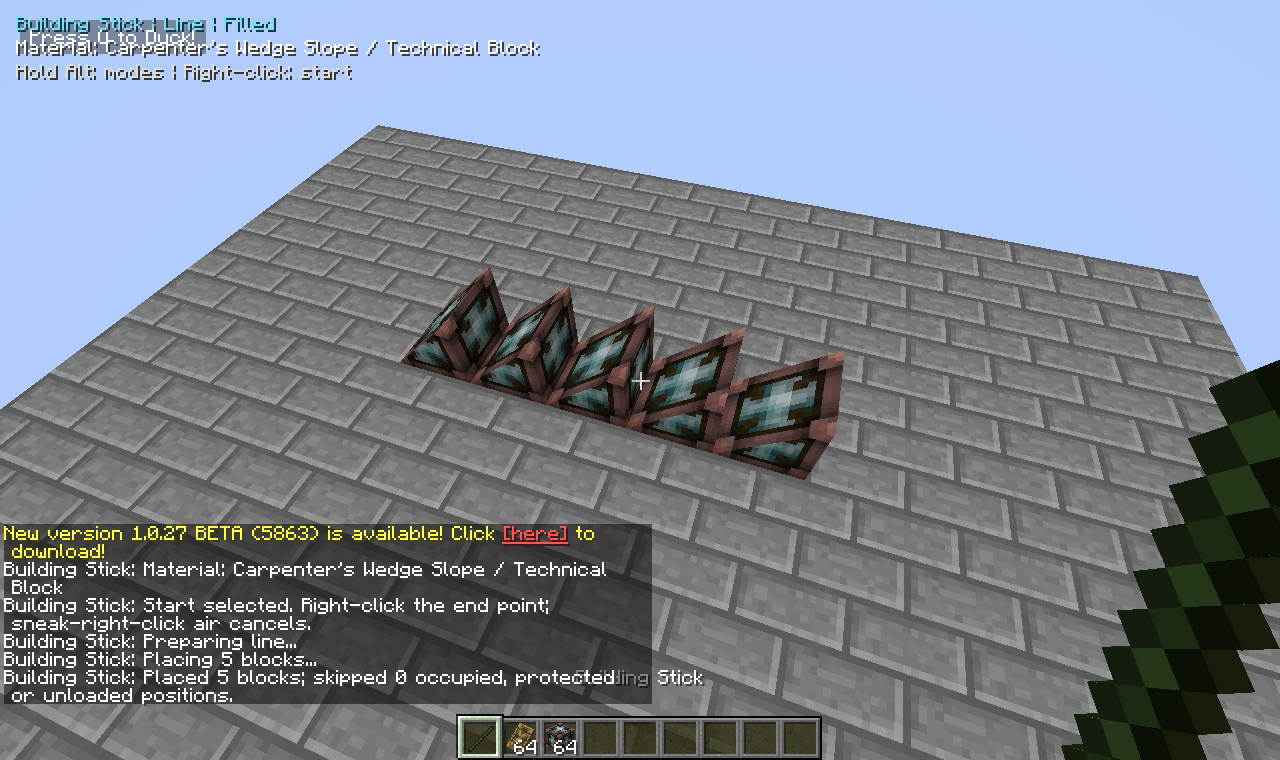 Building Stick | Line | Filled
Press U to Duck!
Material: Carpenter's Wedge Slope / Technical Block
Hold Alt: modes | Right-click: start
New version 1.0.27 BETA (5863) is available! Click [here] to
download!
Building Stick: Material: Carpenter's Wedge Slope / Technical
Block
Building Stick: Start selected. Right-click the end point;
sneak-right-click air cancels.
Building Stick: Preparing line...
Building Stick: Placing 5 blocks...
Building Stick: Placed 5 blocks; skipped 0 occupied, protected
or unloaded positions.
Building Stick
64
64